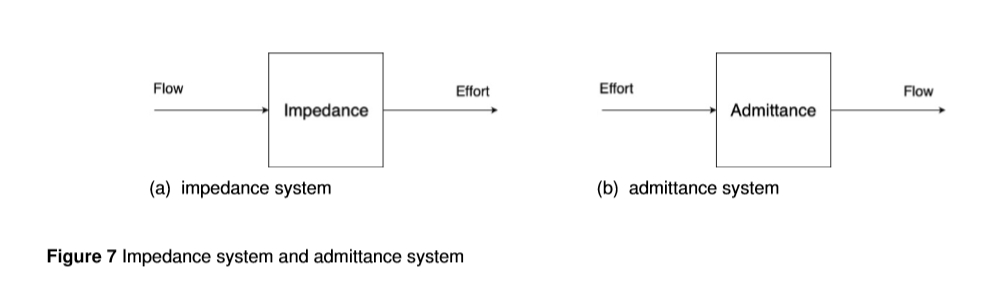 Flow
Impedance
Effort
(a) impedance system
Effort
Admittance
Flow
(b) admittance system
Figure 7 Impedance system and admittance system